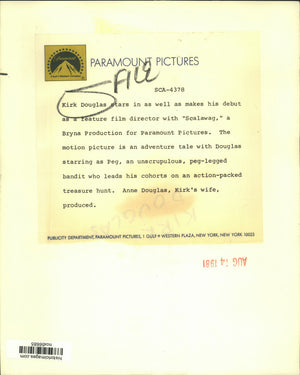 PARAMOUNT PICTURES
FILE
SCA-4378
Kirk Douglas stars in as well as makes his debut
as a feature film director with "Scalawag," a
Bryna Production for Paramount Pictures. The
motion picture is an adventure tale with Douglas
starring as Peg, an unscrupulous, peg-legged
bandit who leads his cohorts on an action-packed
treasure hunt. Anne Douglas, Kirk's wife,
produced.
PUBLICITY DEPARTMENT, PARAMOUNT PICTURES, 1 GULF + WESTERN PLAZA, NEW YORK, NEW YORK 10023
AUG 14 1981
historicimages.com